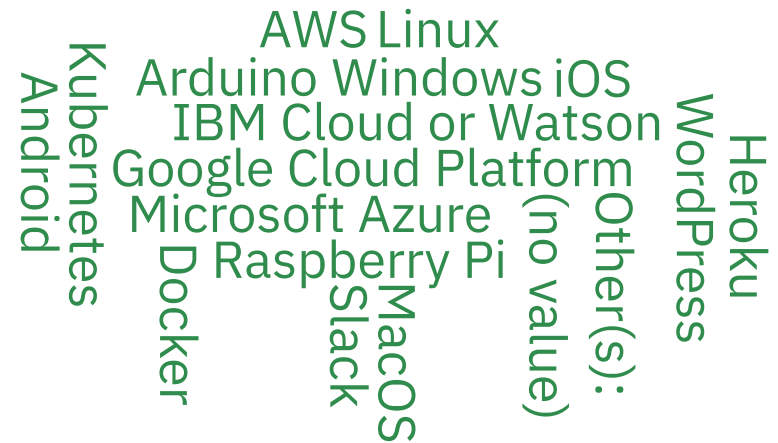 AWS
Linux
Arduino
Windows
iOS
IBM Cloud or Watson
Google Cloud Platform
Microsoft Azure
Raspberry Pi
Android
Kubernetes
Docker
Slack
MacOS
(no value)
Other(s):
WordPress
Heroku